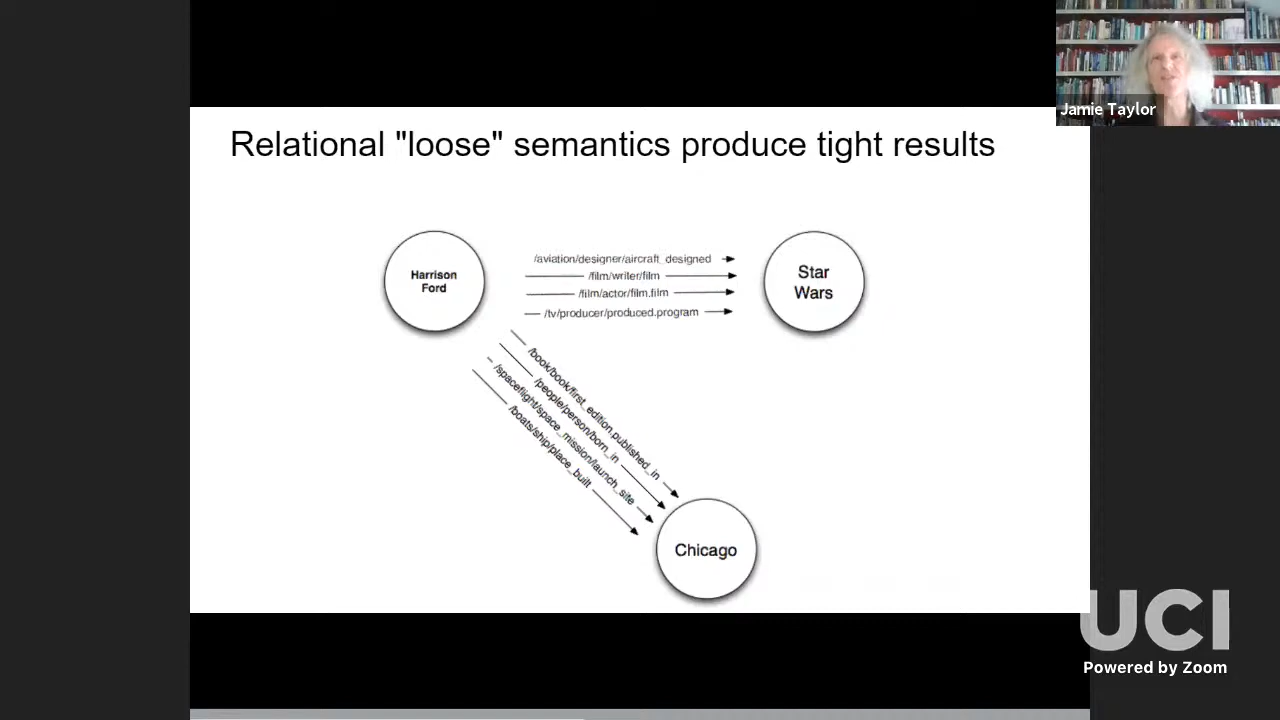 Jamie Taylor
Relational "loose" semantics produce tight results
Harrison
Ford
/aviation/designer/aircraft_designed
/film/writer/film
/film/actor/film.film
/tv/producer/produced.program
Star
Wars
/book/book/first_edition.published_in
/people/person/born_in
/spaceflight/space_mission/launch_site
/boats/ship/place_built
Chicago
UCI
Powered by Zoom